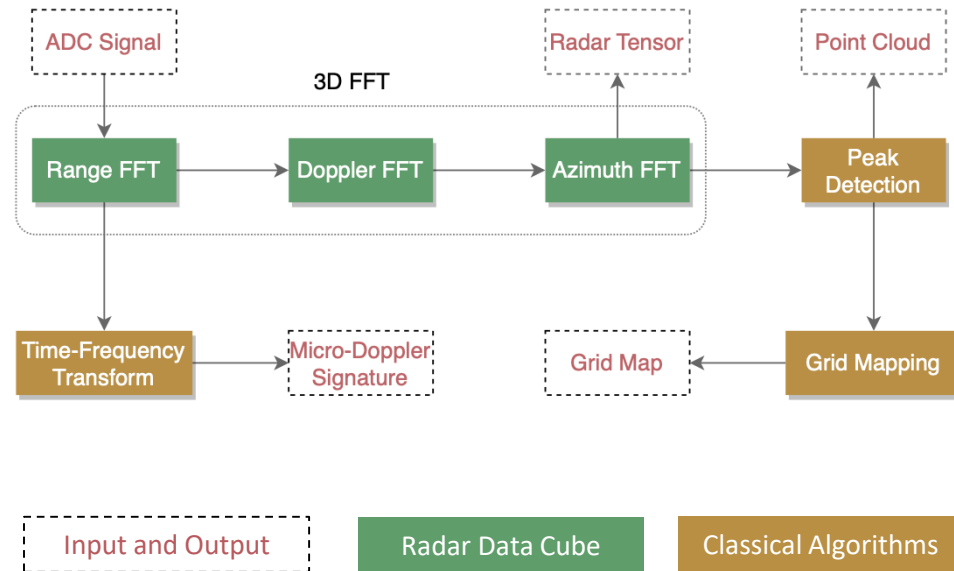 ADC Signal
Radar Tensor
Point Cloud
3D FFT
Range FFT
Doppler FFT
Azimuth FFT
Peak
Detection
Time-Frequency
Transform
Micro-Doppler
Signature
Grid Map
Grid Mapping
Input and Output
Radar Data Cube
Classical Algorithms